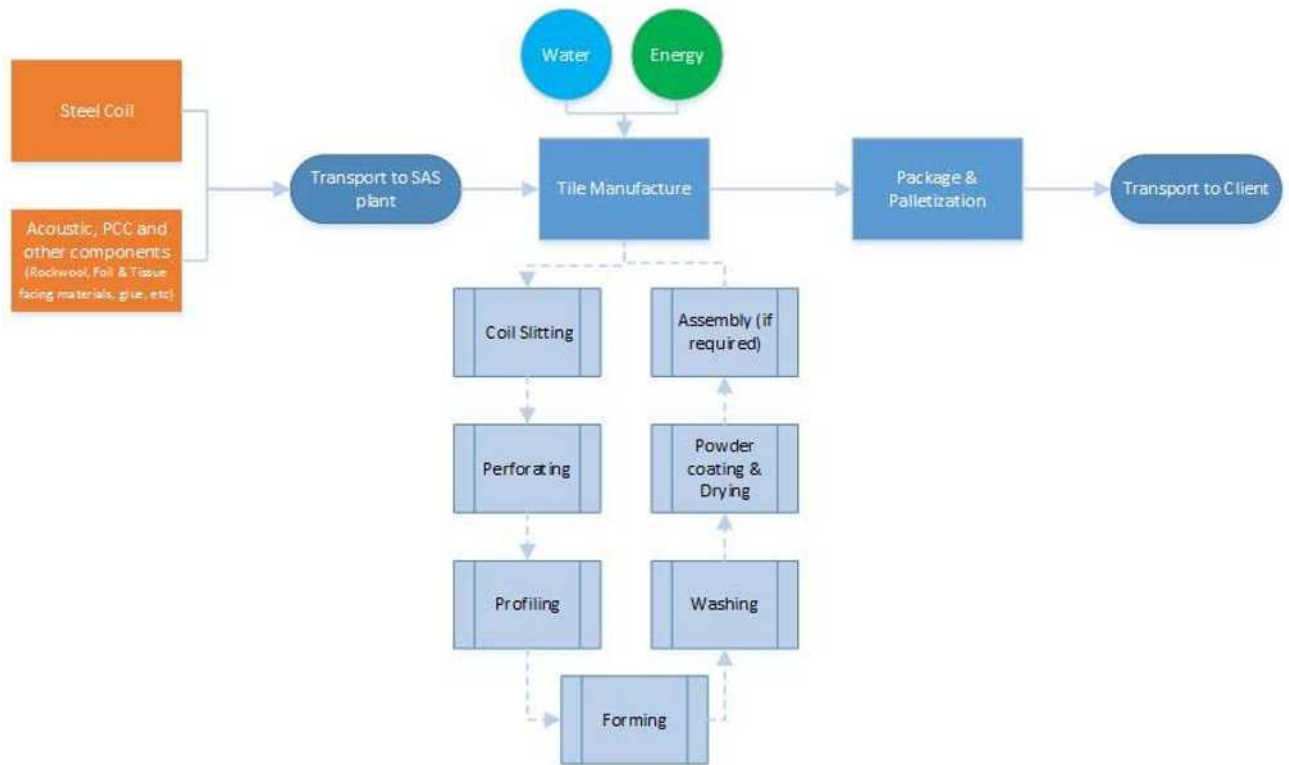 Water
Energy
Steel Coil
Acoustic, PCC and
other components
(Rockwool, Foil & Tissue
facing materials, glue, etc)
Transport to SAS
plant
Tile Manufacture
Package &
Palletization
Transport to Client
Coil Slitting
Perforating
Profiling
Forming
Washing
Powder
coating &
Drying
Assembly (if
required)